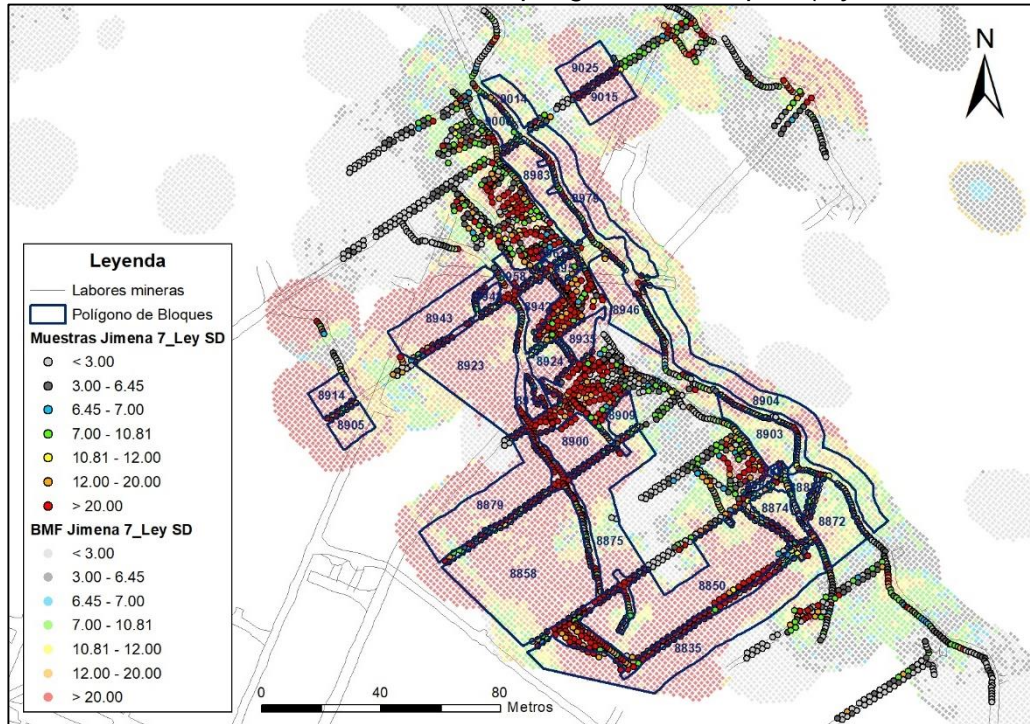 N
9025
9015
9014
8983
8979
8943
8942
8946
8935
8923
8924
8914
8905
8909
8900
8904
8903
8879
8875
8874
8872
8858
8850
8835
Leyenda
Labores mineras
Polígono de Bloques
Muestras Jimena 7_Ley SD
< 3.00
3.00 - 6.45
6.45 - 7.00
7.00 - 10.81
10.81 - 12.00
12.00 - 20.00
> 20.00
BMF Jimena 7_Ley SD
< 3.00
3.00 - 6.45
6.45 - 7.00
7.00 - 10.81
10.81 - 12.00
12.00 - 20.00
> 20.00
0 40 80
Metros